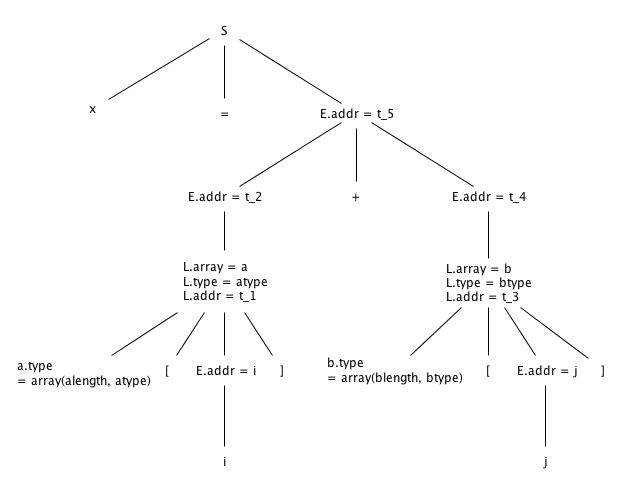 S
x
=
E.addr = t_5
E.addr = t_2
+
E.addr = t_4
L.array = a
L.type = atype
L.addr = t_1
L.array = b
L.type = btype
L.addr = t_3
a.type
= array(alength, atype)
[
E.addr = i
]
b.type
= array(blength, btype)
[
E.addr = j
]
i
j